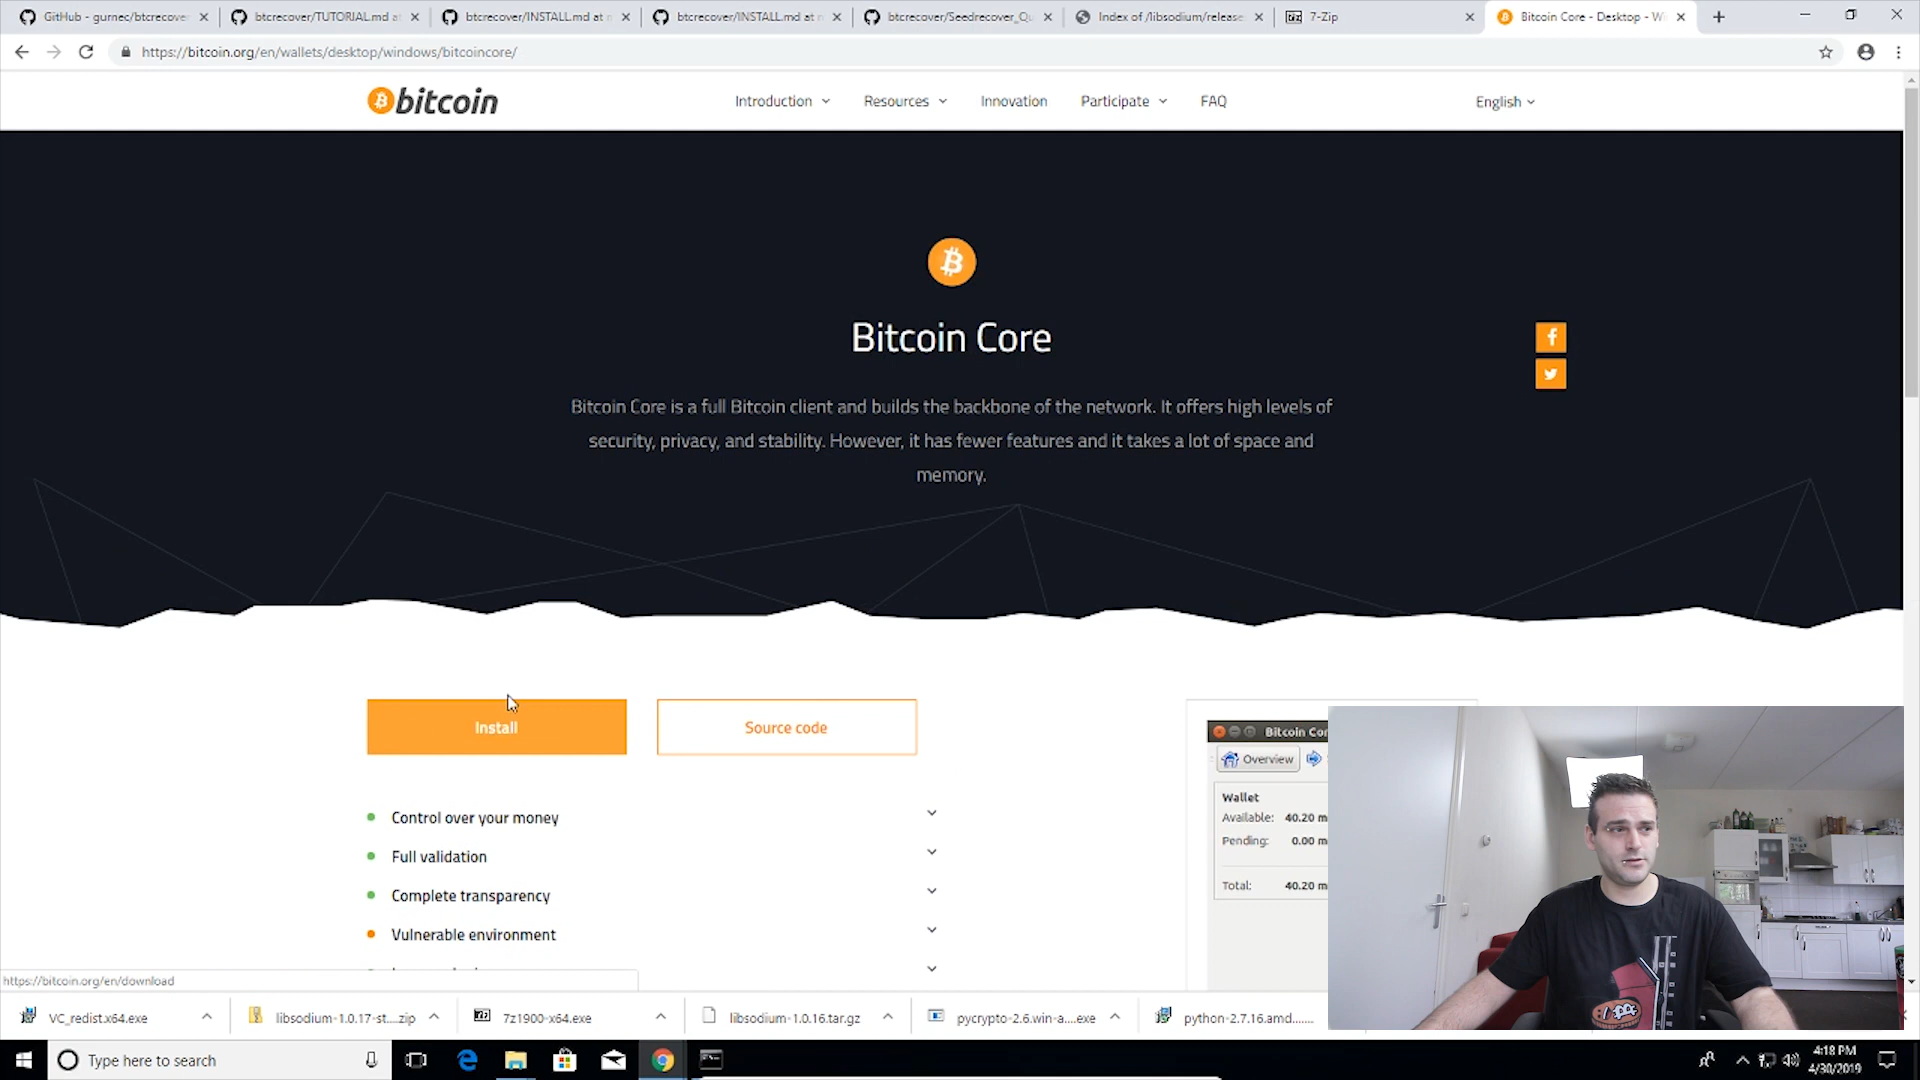 GitHub - gurnec/btcrecover
btcrecover/TUTORIAL.md at
btcrecover/INSTALL.md at
btcrecover/INSTALL.md at
btcrecover/Seedrecover_Qu
Index of /libsodium/release
7-Zip
Bitcoin Core - Desktop - Wi
https://bitcoin.org/en/wallets/desktop/windows/bitcoincore/
bitcoin
Introduction
Resources
Innovation
Participate
FAQ
English
Bitcoin Core
Bitcoin Core is a full Bitcoin client and builds the backbone of the network. It offers high levels of
security, privacy, and stability. However, it has fewer features and it takes a lot of space and
memory.
Install
Source code
Control over your money
Full validation
Complete transparency
Vulnerable environment
Bitcoin Cor
Overview
Wallet
Available: 40.20 m
Pending: 0.00 m
Total: 40.20 m
https://bitcoin.org/en/download
VC_redist.x64.exe
libsodium-1.0.17-st....zip
7z1900-x64.exe
libsodium-1.0.16.tar.gz
pycrypto-2.6.win-a....exe
python-2.7.16.amd......
Type here to search
4:18 PM
4/30/2019